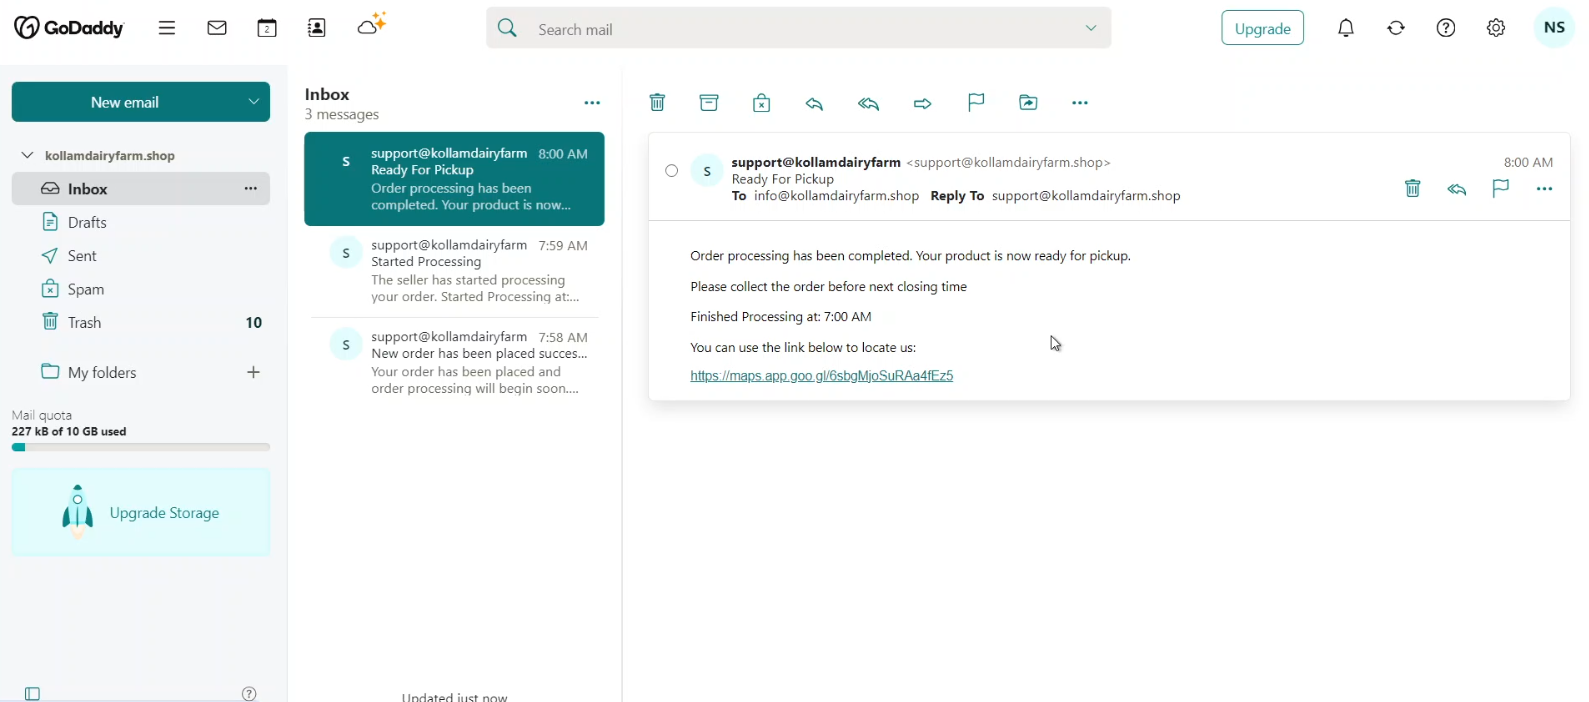 GoDaddy
2
Search mail
Upgrade
NS
New email
kollamdairyfarm.shop
Inbox
Drafts
Sent
Spam
Trash 10
My folders
Mail quota
227 kB of 10 GB used
Upgrade Storage
Inbox
3 messages
S
support@kollamdairyfarm 8:00 AM
Ready For Pickup
Order processing has been
completed. Your product is now...
S
support@kollamdairyfarm 7:59 AM
Started Processing
The seller has started processing
your order. Started Processing at:...
S
support@kollamdairyfarm 7:58 AM
New order has been placed succes...
Your order has been placed and
order processing will begin soon....
Updated just now
S
support@kollamdairyfarm <support@kollamdairyfarm.shop> 8:00 AM
Ready For Pickup
To info@kollamdairyfarm.shop Reply To support@kollamdairyfarm.shop
Order processing has been completed. Your product is now ready for pickup.
Please collect the order before next closing time
Finished Processing at: 7:00 AM
You can use the link below to locate us:
https://maps.app.goo.gl/6sbgMjoSuRAa4fEz5